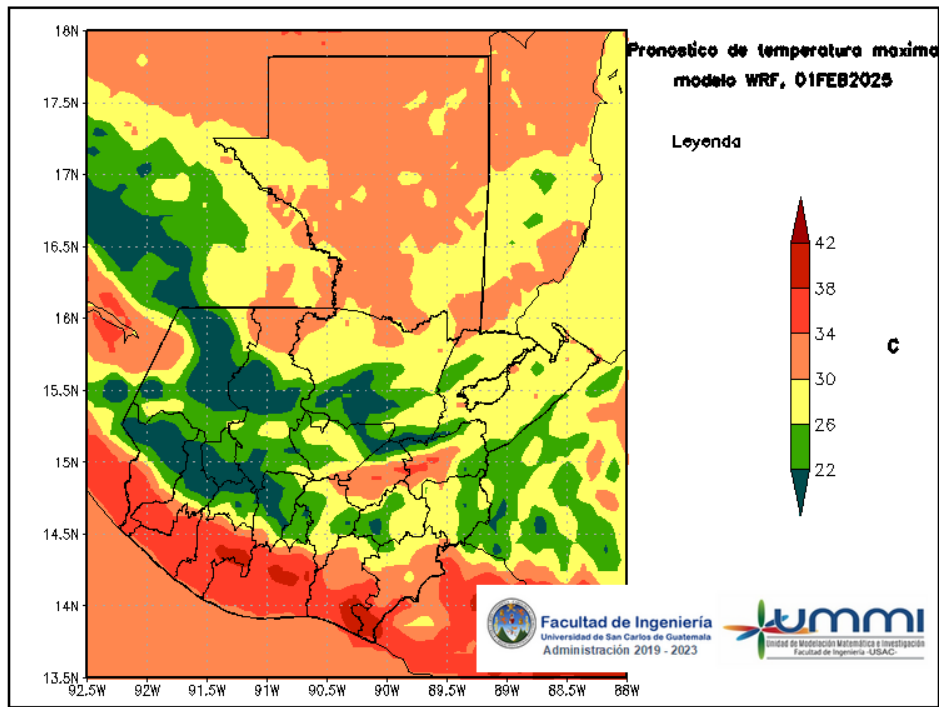 Pronostico de temperatura maxima
modelo WRF, 01FEB2025
Leyenda
42
38
34
30
26
22
C
18N
17.5N
17N
16.5N
16N
15.5N
15N
14.5N
14N
13.5N
92.5W
92W
91.5W
91W
90.5W
90W
89.5W
89W
88.5W
88W
Facultad de Ingeniería
Universidad de San Carlos de Guatemala
Administración 2019 - 2023
ummi
Unidad de Modelación Matemática e Investigación
Facultad de Ingeniería -USAC-